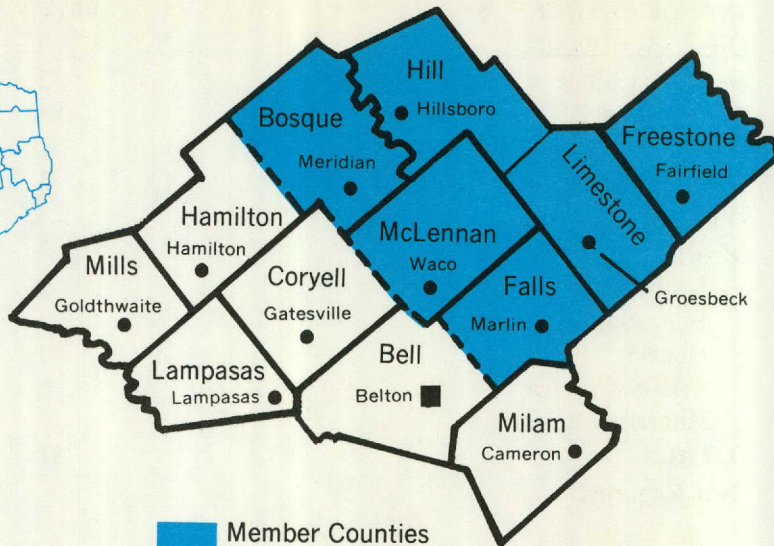 Hill
Hillsboro
Bosque
Meridian
Freestone
Fairfield
Limestone
Groesbeck
Hamilton
Hamilton
McLennan
Waco
Mills
Goldthwaite
Coryell
Gatesville
Falls
Marlin
Lampasas
Lampasas
Bell
Belton
Milam
Cameron
Member Counties